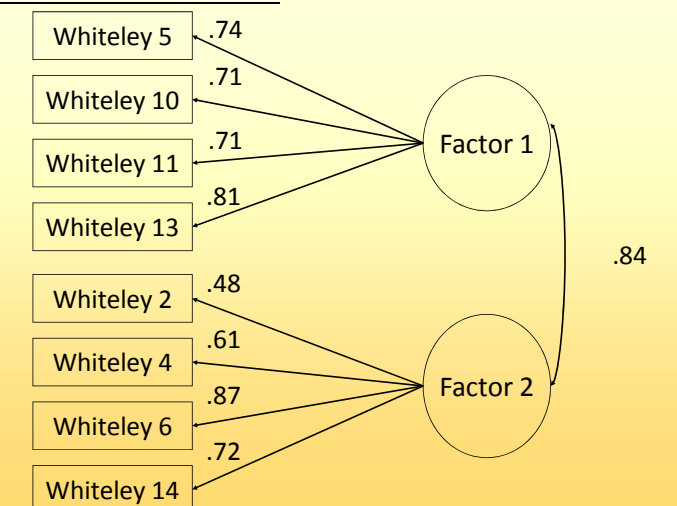 Whiteley 5
.74
Whiteley 10
.71
Whiteley 11
.71
Whiteley 13
.81
Factor 1
.84
Whiteley 2
.48
Whiteley 4
.61
Whiteley 6
.87
Whiteley 14
.72
Factor 2